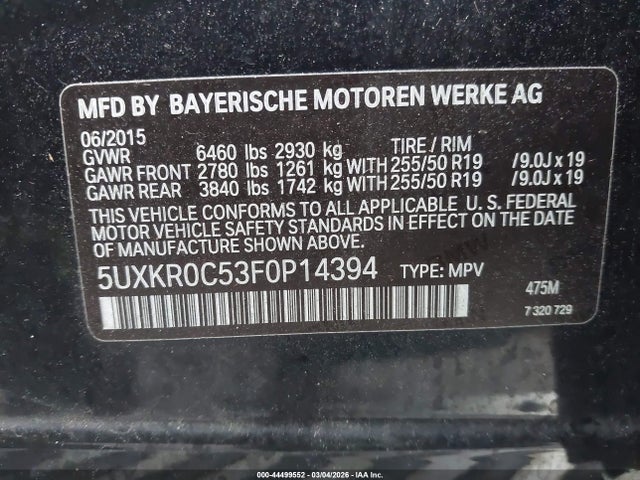 MFD BY BAYERISCHE MOTOREN WERKE AG
06/2015 TIRE / RIM
GVWR 6460 lbs 2930 kg
GAWR FRONT 2780 lbs 1261 kg WITH 255/50 R19 /9.0J x 19
GAWR REAR 3840 lbs 1742 kg WITH 255/50 R19 /9.0J x 19
THIS VEHICLE CONFORMS TO ALL APPLICABLE U. S. FEDERAL
MOTOR VEHICLE SAFETY STANDARDS IN EFFECT ON THE DATE
OF MANUFACTURE SHOWN ABOVE.
5UXKR0C53F0P14394 TYPE: MPV 475M
7 320 729
000-44499552 - 03/04/2026 - IAA Inc.